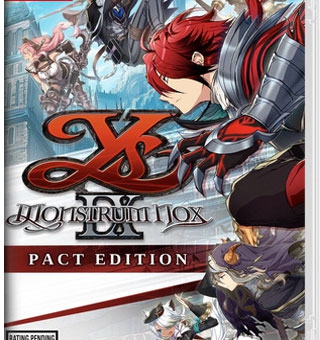 Ys
IX
MONSTRUM NOX
PACT EDITION
RATING PENDING